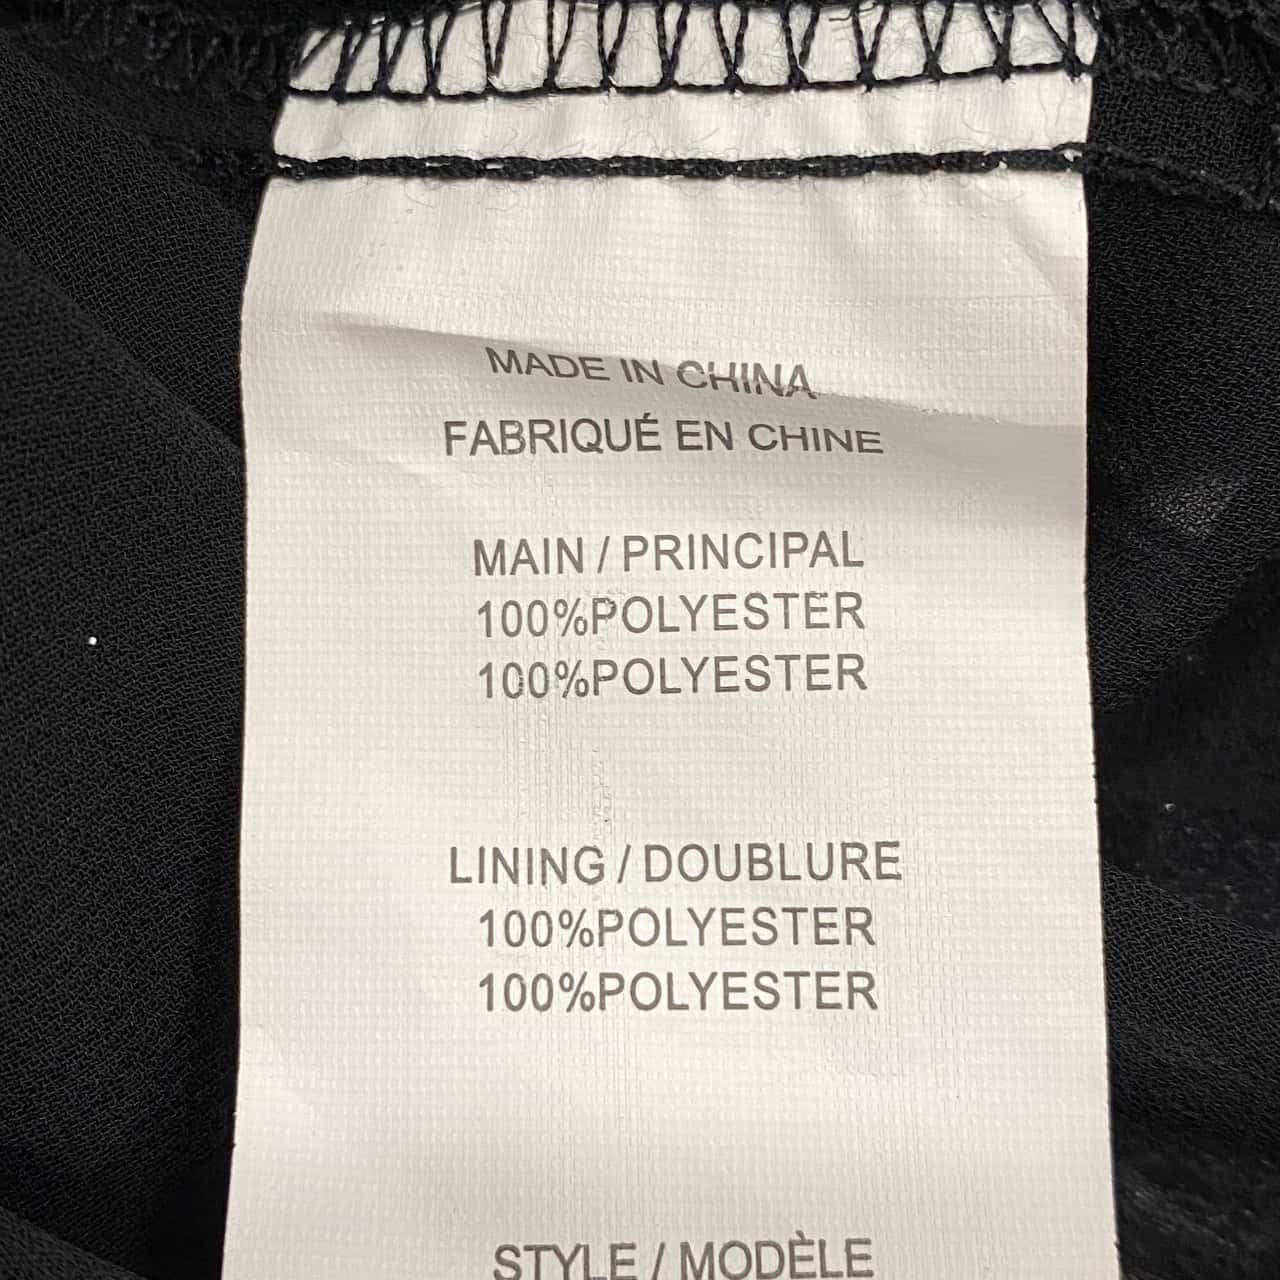 MADE IN CHINA
FABRIQUÉ EN CHINE
MAIN / PRINCIPAL
100%POLYESTER
100%POLYESTER
LINING / DOUBLURE
100%POLYESTER
100%POLYESTER
STYLE / MODÈLE